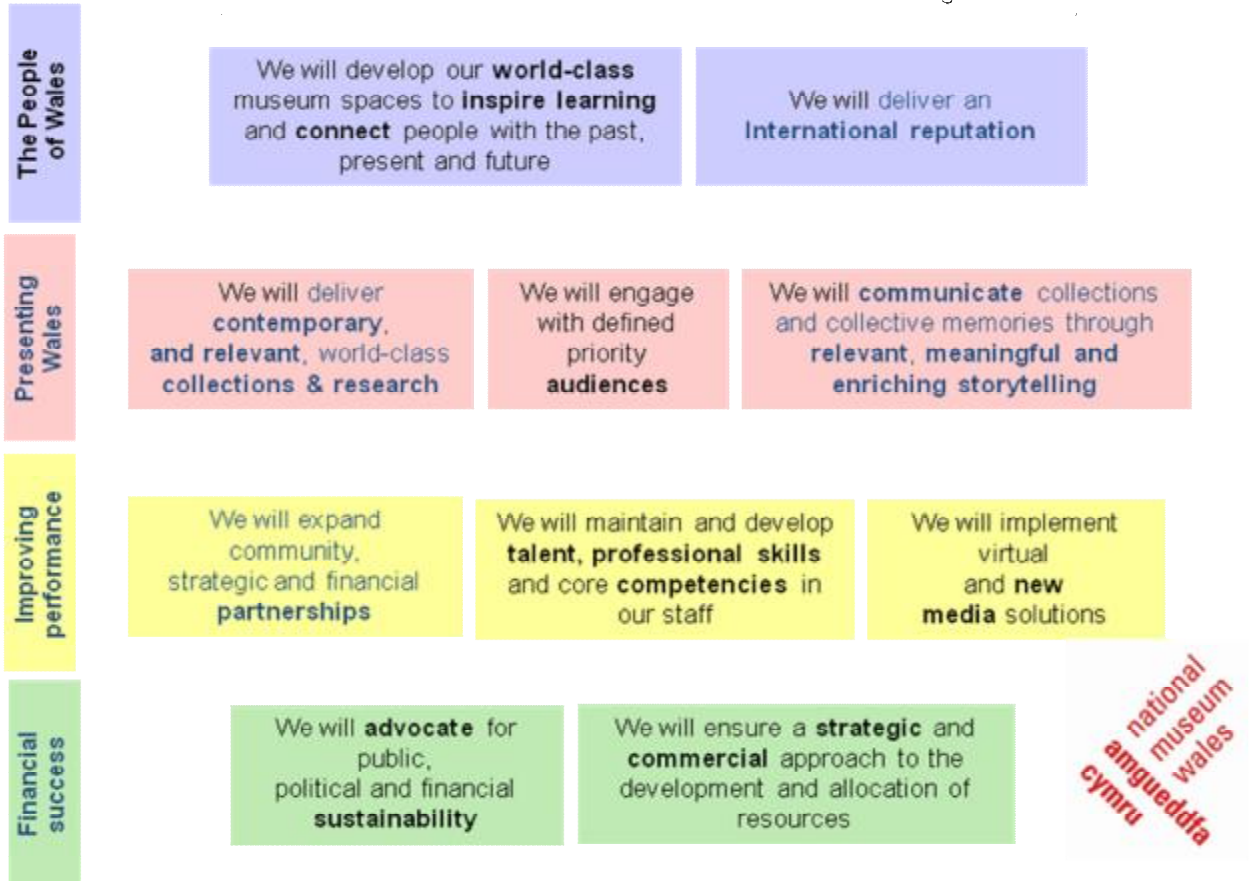 The People
of Wales
We will develop our world-class
museum spaces to inspire learning
and connect people with the past,
present and future
We will deliver an
International reputation
Presenting
Wales
We will deliver
contemporary,
and relevant, world-class
collections & research
We will engage
with defined
priority
audiences
We will communicate collections
and collective memories through
relevant, meaningful and
enriching storytelling
Improving
performance
We will expand
community,
strategic and financial
partnerships
We will maintain and develop
talent, professional skills
and core competencies in
our staff
We will implement
virtual
and new
media solutions
Financial
success
We will advocate for
public,
political and financial
sustainability
We will ensure a strategic and
commercial approach to the
development and allocation of
resources
national
museum
wales
amgueddfa
cymru